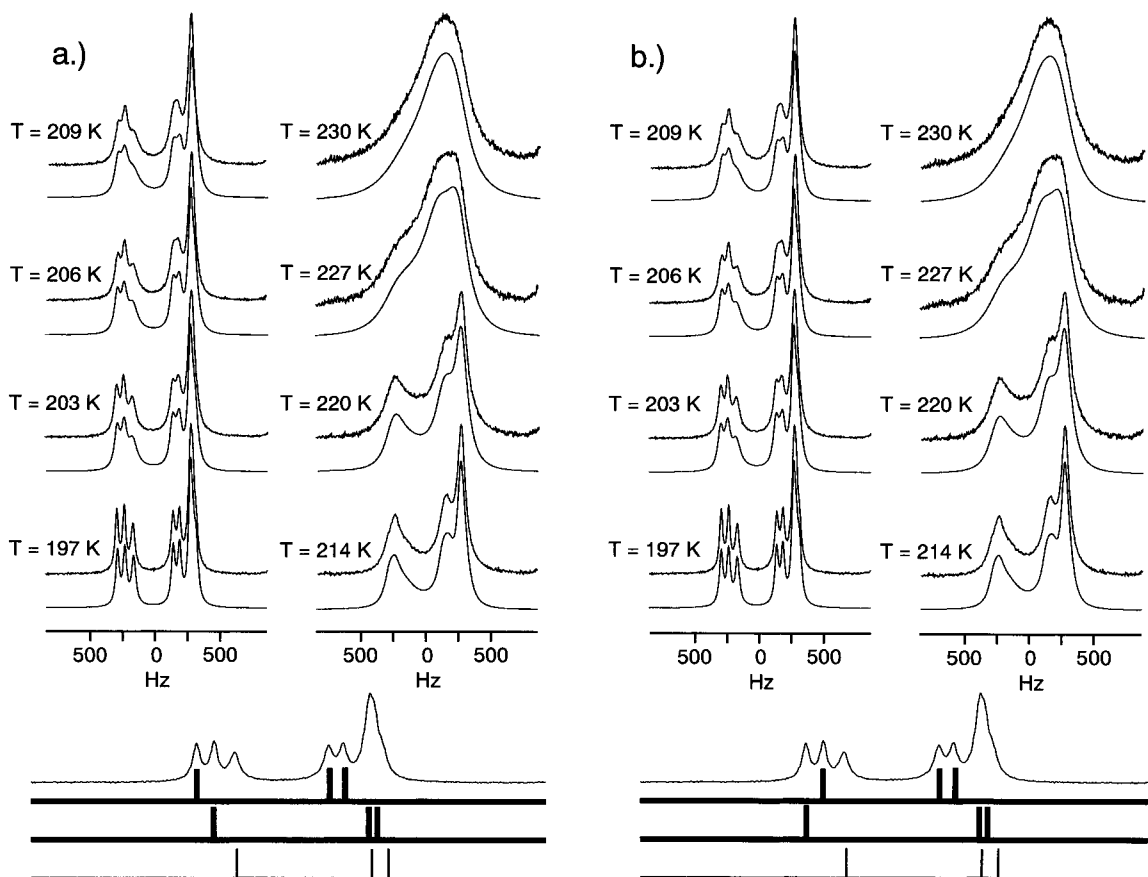 a.)
T = 209 K
T = 230 K
T = 206 K
T = 227 K
T = 203 K
T = 220 K
T = 197 K
T = 214 K
500 0 500
Hz
500 0 500
Hz
b.)
T = 209 K
T = 230 K
T = 206 K
T = 227 K
T = 203 K
T = 220 K
T = 197 K
T = 214 K
500 0 500
Hz
500 0 500
Hz